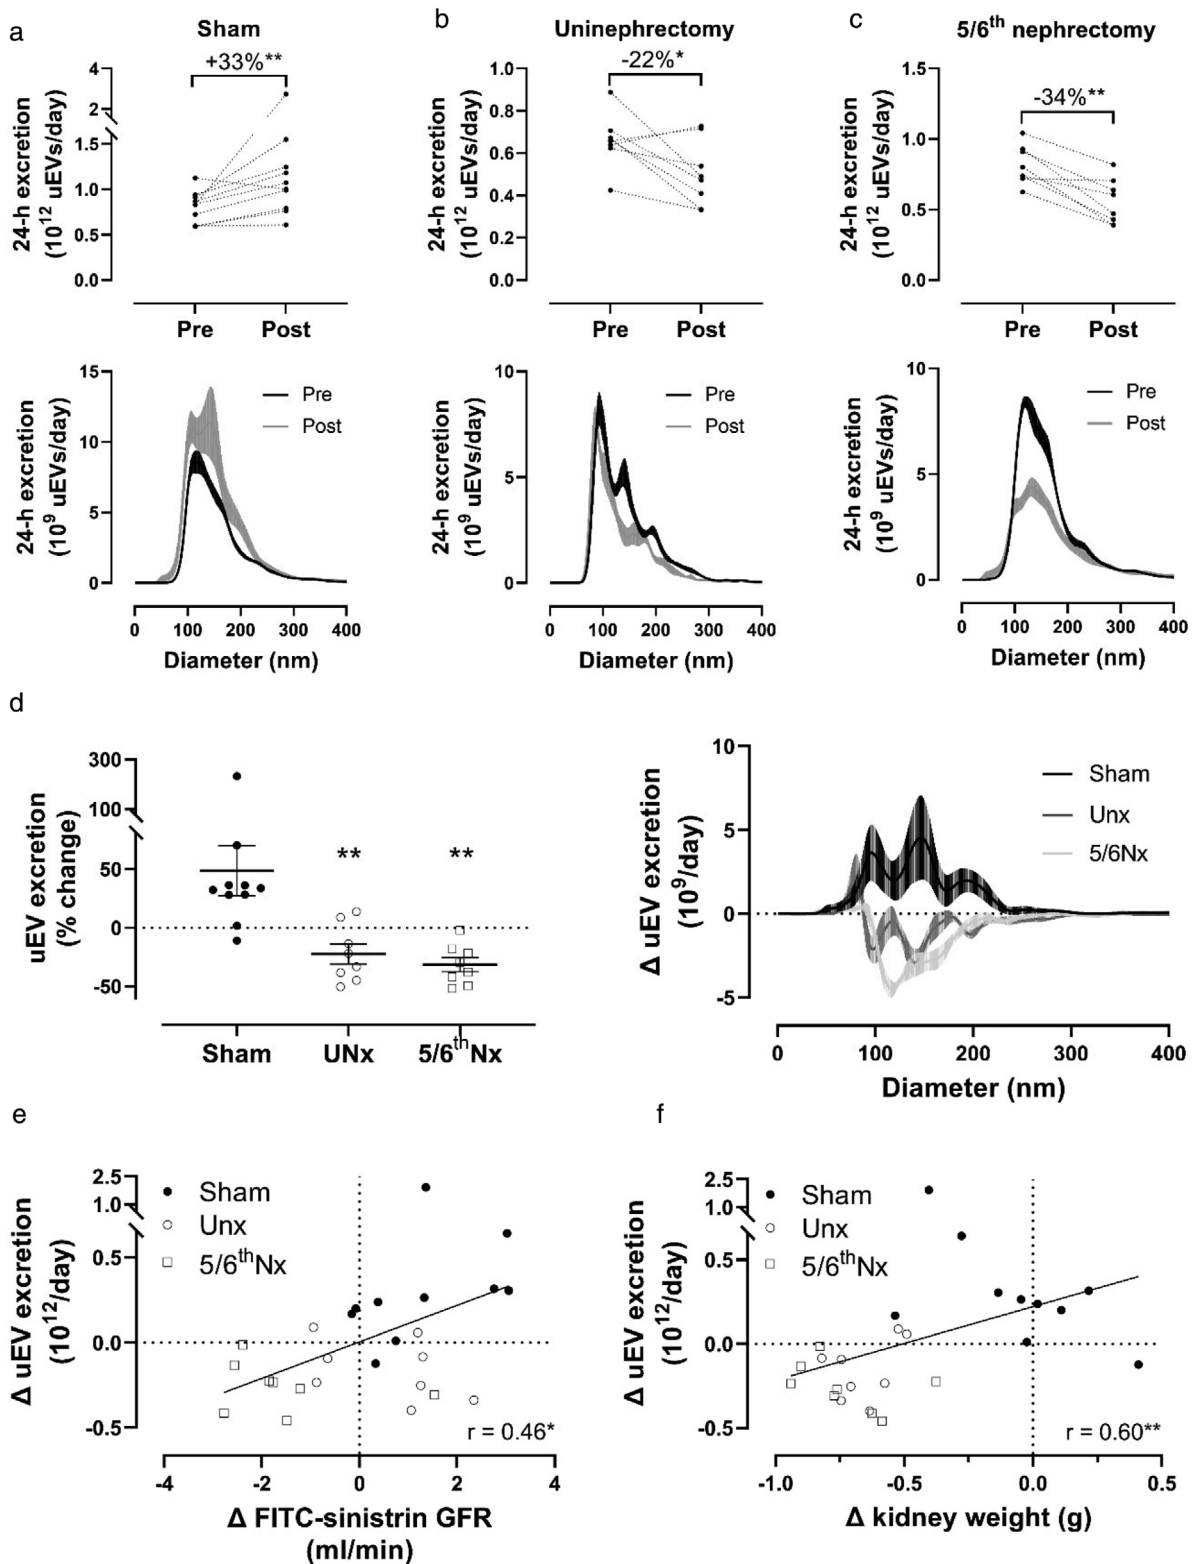 a
Sham
+33%**
24-h excretion
(10¹² uEVs/day)
4
2
1.5
1.0
0.5
0.0
Pre
Post
b
Uninephrectomy
-22%*
24-h excretion
(10¹² uEVs/day)
1.0
0.8
0.6
0.4
0.2
0.0
Pre
Post
c
5/6ᵗʰ nephrectomy
-34%**
24-h excretion
(10¹² uEVs/day)
1.5
1.0
0.5
0.0
Pre
Post
24-h excretion
(10⁹ uEVs/day)
15
10
5
0
Pre
Post
0 100 200 300 400
Diameter (nm)
24-h excretion
(10⁹ uEVs/day)
10
5
0
Pre
Post
0 100 200 300 400
Diameter (nm)
24-h excretion
(10⁹ uEVs/day)
10
5
0
Pre
Post
0 100 200 300 400
Diameter (nm)
d
uEV excretion
(% change)
300
100
50
0
-50
**
**
Sham
UNx
5/6ᵗʰNx
Δ uEV excretion
(10⁹/day)
10
5
0
-5
Sham
Unx
5/6Nx
0 100 200 300 400
Diameter (nm)
e
Δ uEV excretion
(10¹²/day)
2.5
1.0
0.5
0.0
-0.5
Sham
Unx
5/6ᵗʰNx
r = 0.46*
-4 -2 0 2 4
Δ FITC-sinistrin GFR
(ml/min)
f
Δ uEV excretion
(10¹²/day)
2.5
1.0
0.5
0.0
-0.5
Sham
Unx
5/6ᵗʰNx
r = 0.60**
-1.0 -0.5 0.0 0.5
Δ kidney weight (g)